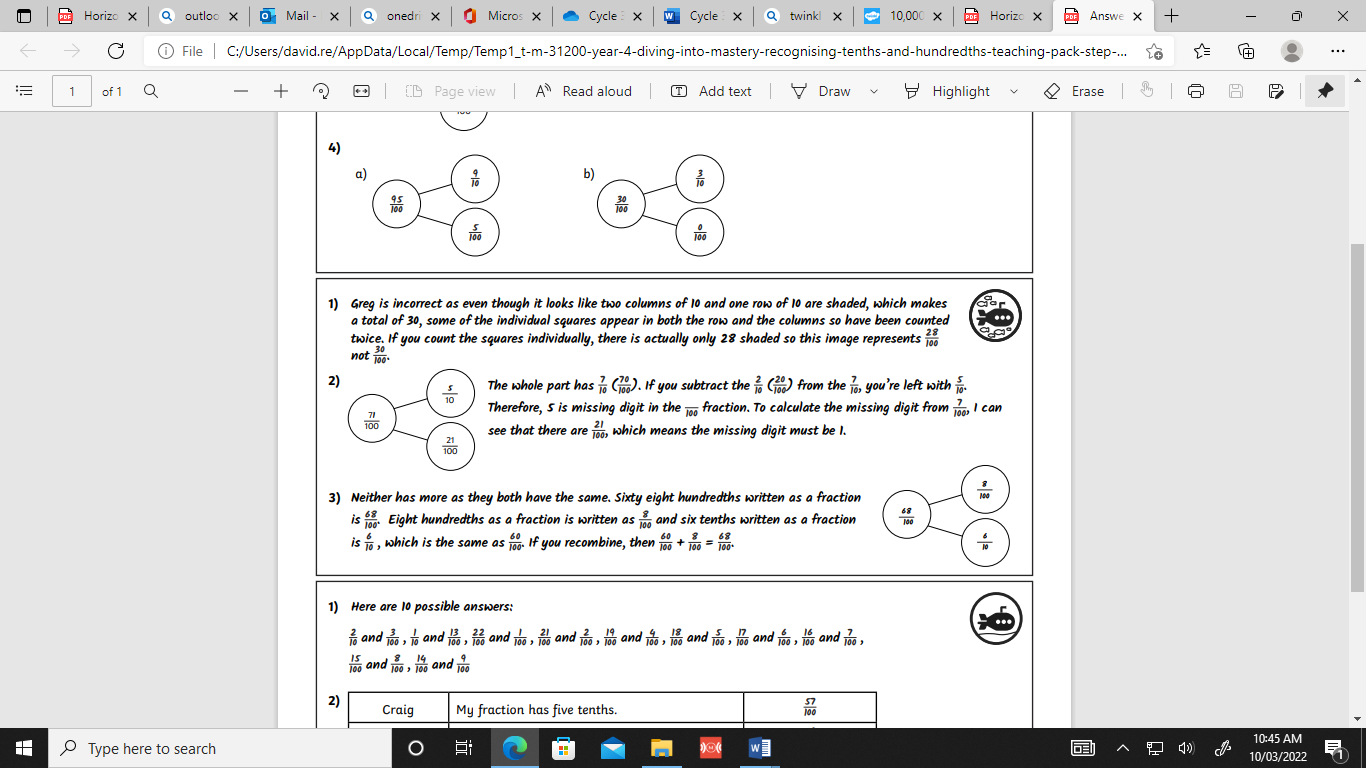 Horizo
outloo
Mail -
onedri
Micros
Cycle 3
Cycle 3
twinkl
10,000
Horizo
Answe
File C:/Users/david.re/AppData/Local/Temp/Temp1_t-m-31200-year-4-diving-into-mastery-recognising-tenths-and-hundredths-teaching-pack-step-...
1 of 1 Page view Read aloud Add text Draw Highlight Erase
4)
a) 95/100 9/10 5/100
b) 30/100 3/10 0/100
1) Greg is incorrect as even though it looks like two columns of 10 and one row of 10 are shaded, which makes
a total of 30, some of the individual squares appear in both the row and the columns so have been counted
twice. If you count the squares individually, there is actually only 28 shaded so this image represents 28/100
not 30/100.
2) 71/100 5/10 21/100
The whole part has 7/10 (70/100). If you subtract the 2/10 (20/100) from the 7/10, you're left with 5/10.
Therefore, 5 is missing digit in the /100 fraction. To calculate the missing digit from 7/100, I can
see that there are 21/100, which means the missing digit must be 1.
3) Neither has more as they both have the same. Sixty eight hundredths written as a fraction
is 68/100. Eight hundredths as a fraction is written as 8/100 and six tenths written as a fraction
is 6/10, which is the same as 60/100. If you recombine, then 60/100 + 8/100 = 68/100.
68/100 8/100 6/10
1) Here are 10 possible answers:
2/10 and 3/100, 1/10 and 13/100, 22/100 and 1/100, 21/100 and 2/100, 19/100 and 4/100, 18/100 and 5/100, 17/100 and 6/100, 16/100 and 7/100,
15/100 and 8/100, 14/100 and 9/100
2) Craig My fraction has five tenths. 57/100
Type here to search
10:45 AM
10/03/2022
1